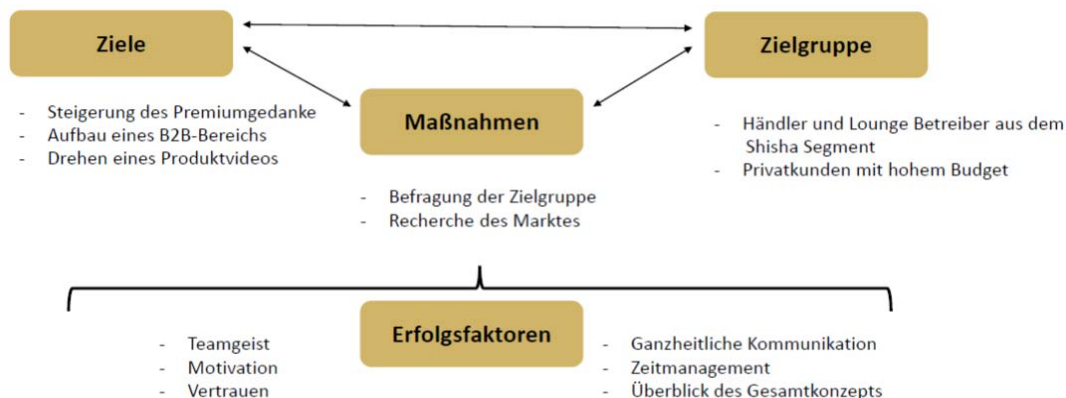 Ziele
- Steigerung des Premiumgedanke
- Aufbau eines B2B-Bereichs
- Drehen eines Produktvideos
Maßnahmen
- Befragung der Zielgruppe
- Recherche des Marktes
Zielgruppe
- Händler und Lounge Betreiber aus dem
Shisha Segment
- Privatkunden mit hohem Budget
Erfolgsfaktoren
- Teamgeist
- Motivation
- Vertrauen
- Ganzheitliche Kommunikation
- Zeitmanagement
- Überblick des Gesamtkonzepts